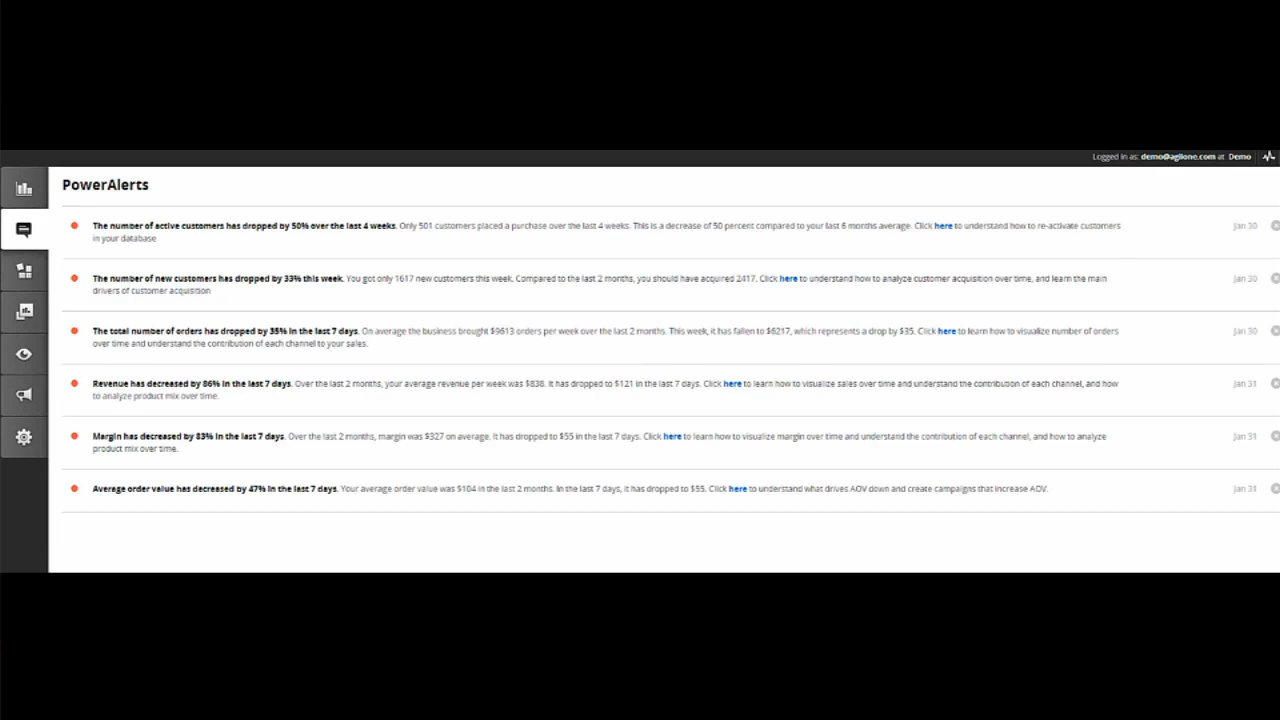 Logged in as: demo@agilone.com at Demo
PowerAlerts
The number of active customers has dropped by 50% over the last 4 weeks. Only 501 customers placed a purchase over the last 4 weeks. This is a decrease of 50 percent compared to your last 6 months average. Click here to understand how to re-activate customers Jan 30
in your database
The number of new customers has dropped by 33% this week. You got only 1617 new customers this week. Compared to the last 2 months, you should have acquired 2417. Click here to understand how to analyze customer acquisition over time, and learn the main Jan 30
drivers of customer acquisition
The total number of orders has dropped by 35% in the last 7 days. On average the business brought $9613 orders per week over the last 2 months. This week, it has fallen to $6217, which represents a drop by $35. Click here to learn how to visualize number of orders Jan 30
over time and understand the contribution of each channel to your sales.
Revenue has decreased by 86% in the last 7 days. Over the last 2 months, your average revenue per week was $838. It has dropped to $121 in the last 7 days. Click here to learn how to visualize sales over time and understand the contribution of each channel, and how Jan 31
to analyze product mix over time.
Margin has decreased by 83% in the last 7 days. Over the last 2 months, margin was $327 on average. It has dropped to $55 in the last 7 days. Click here to learn how to visualize margin over time and understand the contribution of each channel, and how to analyze Jan 31
product mix over time.
Average order value has decreased by 47% in the last 7 days. Your average order value was $104 in the last 2 months. In the last 7 days, it has dropped to $55. Click here to understand what drives AOV down and create campaigns that increase AOV. Jan 31